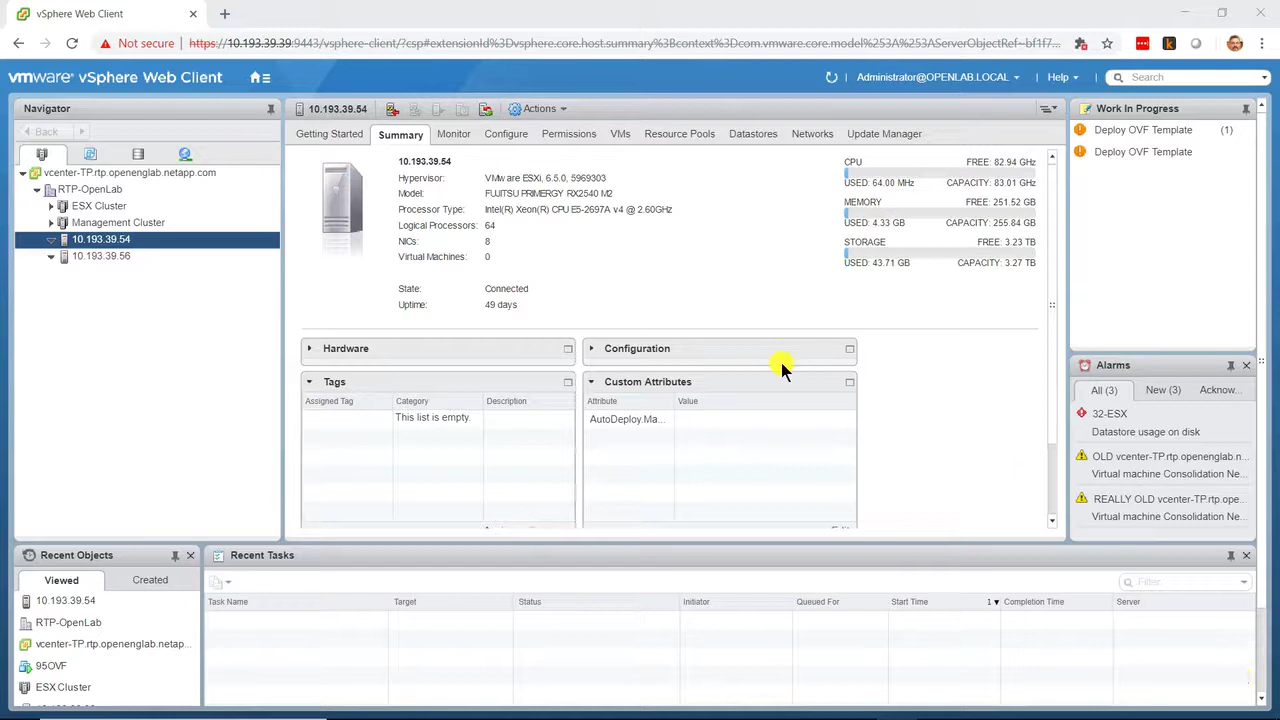 vSphere Web Client
Not secure
https://10.193.39.39:9443/vsphere-client/?csp#extensionId%3Dvsphere.core.host.summary%3Bcontext%3Dcom.vmware.core.model%253A%253AServerObjectRef~bf1f7...
vmware® vSphere Web Client
Administrator@OPENLAB.LOCAL
Help
Search
Navigator
Back
vcenter-TP.rtp.openenglab.netapp.com
RTP-OpenLab
ESX Cluster
Management Cluster
10.193.39.54
10.193.39.56
10.193.39.54
Actions
Getting Started
Summary
Monitor
Configure
Permissions
VMs
Resource Pools
Datastores
Networks
Update Manager
10.193.39.54
Hypervisor: VMware ESXi, 6.5.0, 5969303
Model: FUJITSU PRIMERGY RX2540 M2
Processor Type: Intel(R) Xeon(R) CPU E5-2697A v4 @ 2.60GHz
Logical Processors: 64
NICs: 8
Virtual Machines: 0
State: Connected
Uptime: 49 days
CPU FREE: 82.94 GHz
USED: 64.00 MHz CAPACITY: 83.01 GHz
MEMORY FREE: 251.52 GB
USED: 4.33 GB CAPACITY: 255.84 GB
STORAGE FREE: 3.23 TB
USED: 43.71 GB CAPACITY: 3.27 TB
Hardware
Configuration
Tags
Assigned Tag Category Description
This list is empty.
Custom Attributes
Attribute Value
AutoDeploy.Ma...
Work In Progress
Deploy OVF Template (1)
Deploy OVF Template
Alarms
All (3) New (3) Acknow...
32-ESX
Datastore usage on disk
OLD vcenter-TP.rtp.openenglab.n...
Virtual machine Consolidation Ne...
REALLY OLD vcenter-TP.rtp.ope...
Virtual machine Consolidation Ne...
Recent Objects
Viewed Created
10.193.39.54
RTP-OpenLab
vcenter-TP.rtp.openenglab.netap...
95OVF
ESX Cluster
Recent Tasks
Filter
Task Name Target Status Initiator Queued For Start Time 1 Completion Time Server